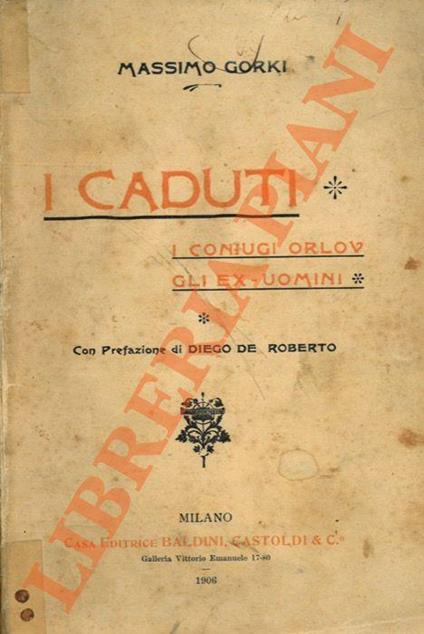 MASSIMO GORKI
I CADUTI *
I CONIUGI ORLOV
GLI EX-UOMINI *
*
Con Prefazione di DIEGO DE ROBERTO
MILANO
CASA EDITRICE BALDINI, CASTOLDI & C.º
Galleria Vittorio Emanuele 17-80
—
1906
LIBRERIA PIANI